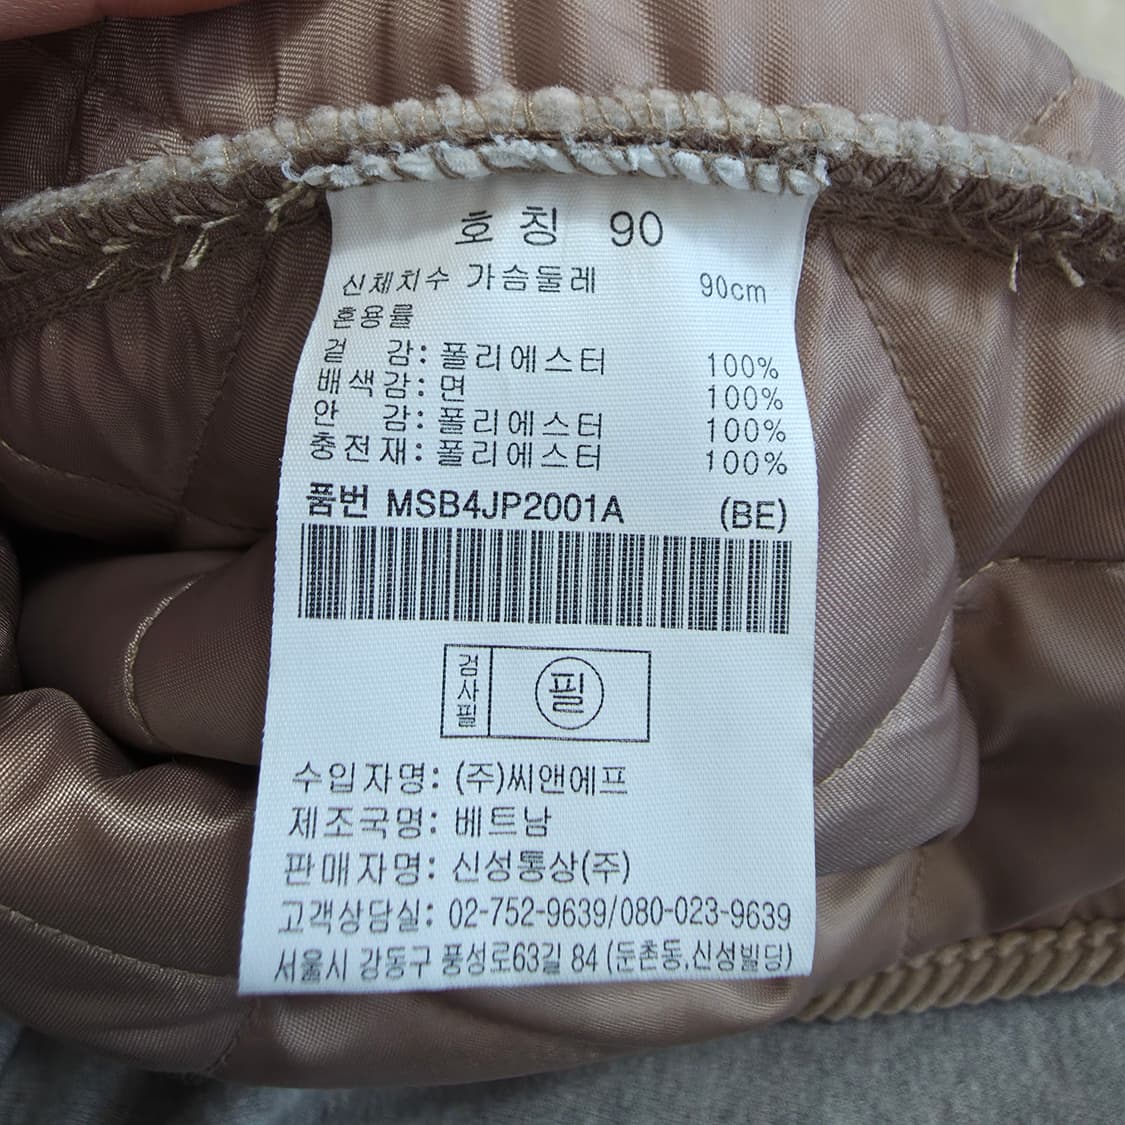 호칭 90
신체치수 가슴둘레 90cm
혼용률
겉 감: 폴리에스터 100%
배색감: 면 100%
안 감: 폴리에스터 100%
충전재: 폴리에스터 100%
품번 MSB4JP2001A (BE)
검사필 필
수입자명: (주)씨앤에프
제조국명: 베트남
판매자명: 신성통상(주)
고객상담실: 02-752-9639/080-023-9639
서울시 강동구 풍성로63길 84 (둔촌동,신성빌딩)